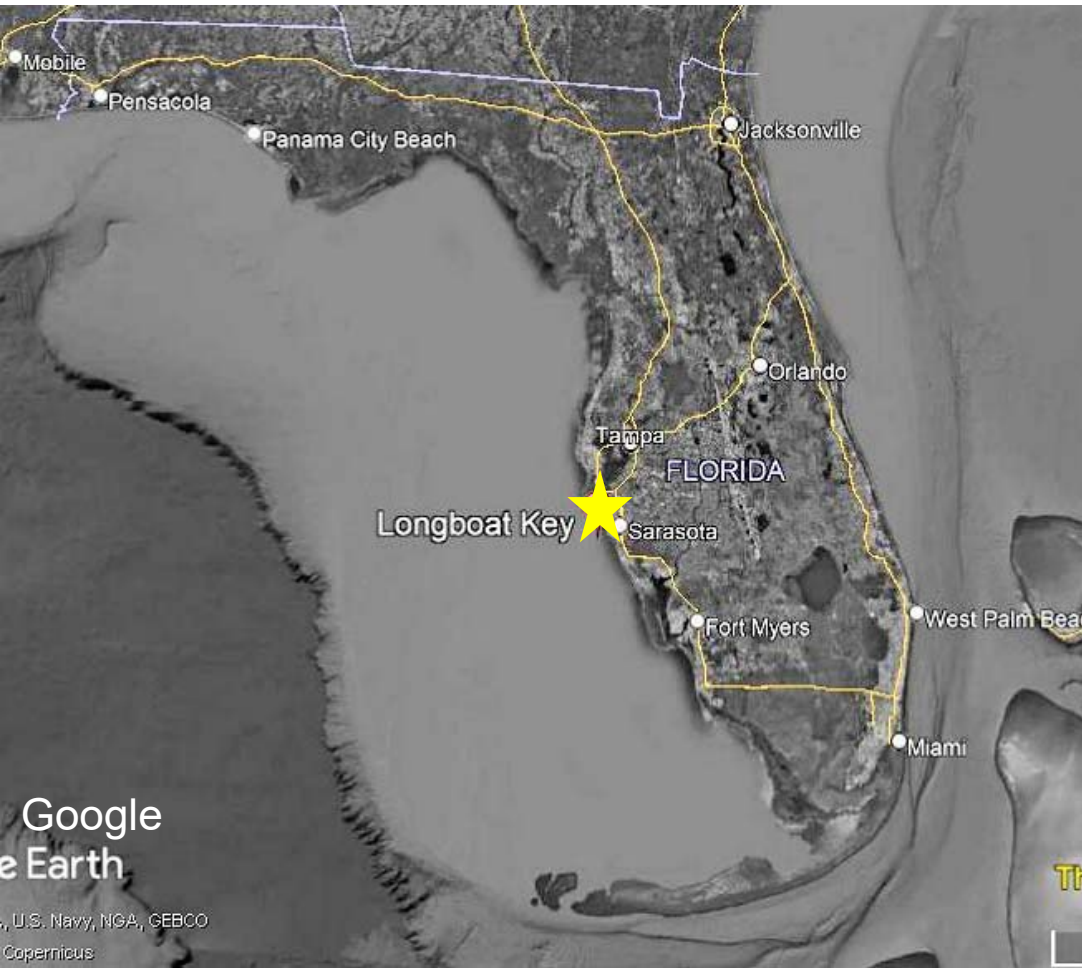 Mobile
Pensacola
Panama City Beach
Jacksonville
Orlando
Tampa
FLORIDA
Longboat Key
Sarasota
Fort Myers
West Palm Bea
Miami
Google
e Earth
Th
, U.S. Navy, NGA, GEBCO
Copernicus